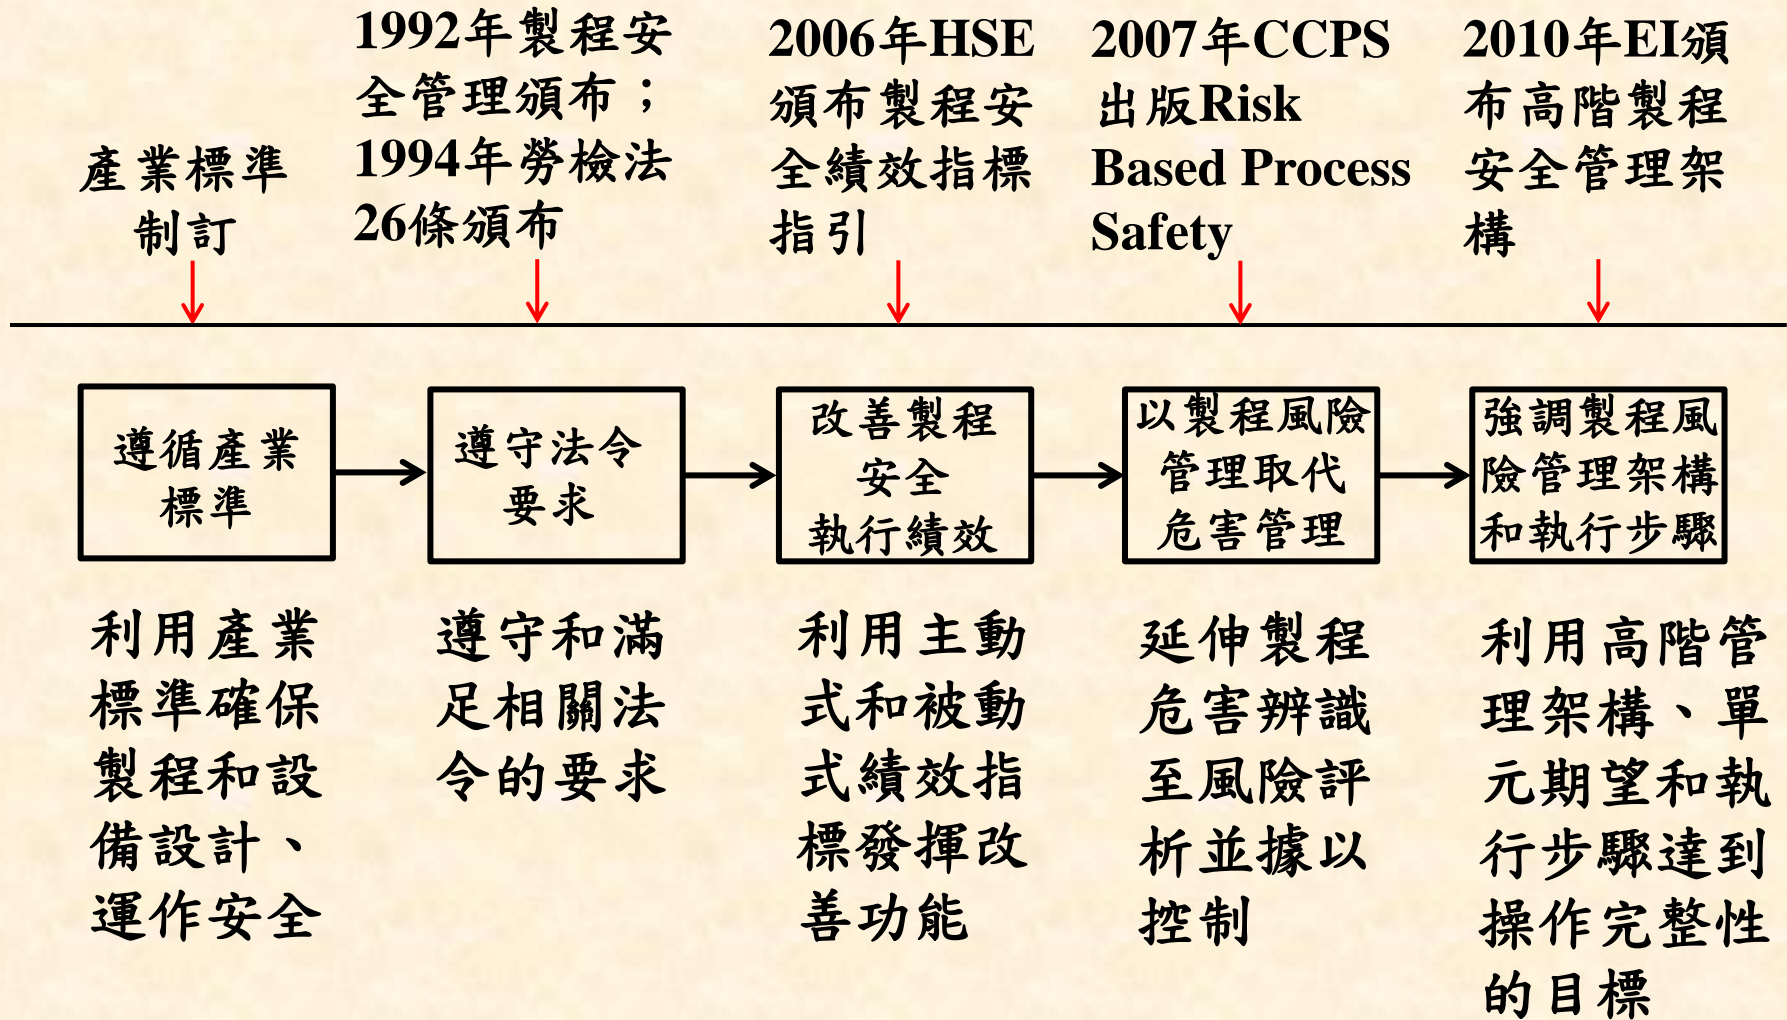 產業標準
制訂
1992年製程安
全管理頒布；
1994年勞檢法
26條頒布
2006年HSE
頒布製程安
全績效指標
指引
2007年CCPS
出版Risk
Based Process
Safety
2010年EI頒
布高階製程
安全管理架
構
遵循產業
標準
遵守法令
要求
改善製程
安全
執行績效
以製程風險
管理取代
危害管理
強調製程風
險管理架構
和執行步驟
利用產業
標準確保
製程和設
備設計、
運作安全
遵守和滿
足相關法
令的要求
利用主動
式和被動
式績效指
標發揮改
善功能
延伸製程
危害辨識
至風險評
析並據以
控制
利用高階管
理架構、單
元期望和執
行步驟達到
操作完整性
的目標